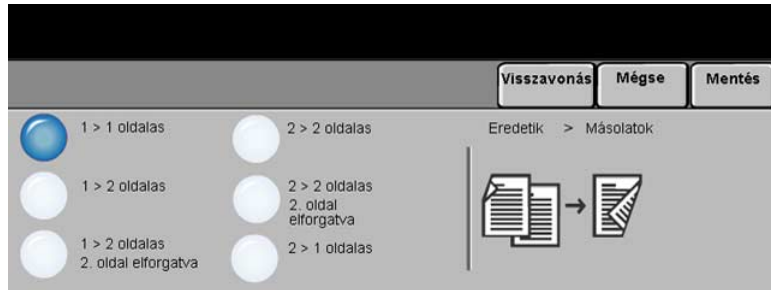 Visszavonás Mégse Mentés
1 > 1 oldalas
1 > 2 oldalas
1 > 2 oldalas
2. oldal elforgatva
2 > 2 oldalas
2 > 2 oldalas
2. oldal
elforgatva
2 > 1 oldalas
Eredetik > Másolatok